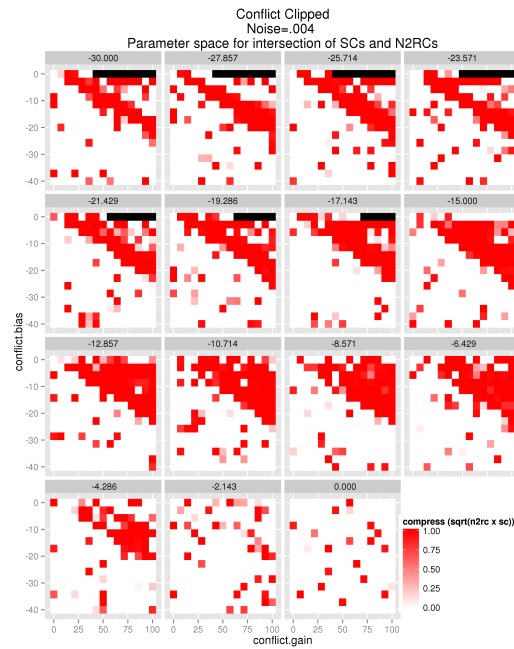 Conflict Clipped
Noise=.004
Parameter space for intersection of SCs and N2RCs
-30.000 -27.857 -25.714 -23.571
0
-10
-20
-30
-40
-21.429 -19.286 -17.143 -15.000
0
-10
-20
-30
-40
conflict.bias
-12.857 -10.714 -8.571 -6.429
0
-10
-20
-30
-40
-4.286 -2.143 0.000
0
-10
-20
-30
-40
0 25 50 75 100 0 25 50 75 100 0 25 50 75 100
conflict.gain
compress (sqrt(n2rc x sc))
1.00
0.75
0.50
0.25
0.00